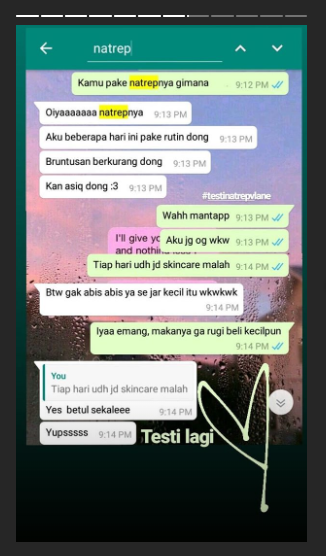 natrep
Kamu pake natrepnya gimana
9:12 PM
Oiyaaaaaaa natrepnya 9:13 PM
Aku beberapa hari ini pake rutin dong 9:13 PM
Bruntusan berkurang dong 9:13 PM
Kan asiq dong :3 9:13 PM
#testinatrepvlane
Wahh mantapp 9:13 PM
I'll give yo
Aku jg og wkw 9:13 PM
and nothing less
Tiap hari udh jd skincare malah 9:14 PM
Btw gak abis abis ya se jar kecil itu wkwkwk
9:14 PM
Iyaa emang, makanya ga rugi beli kecilpun
9:14 PM
You
Tiap hari udh jd skincare malah
Yes betul sekaleee 9:14 PM
Yupsssss 9:14 PM
Testi lagi